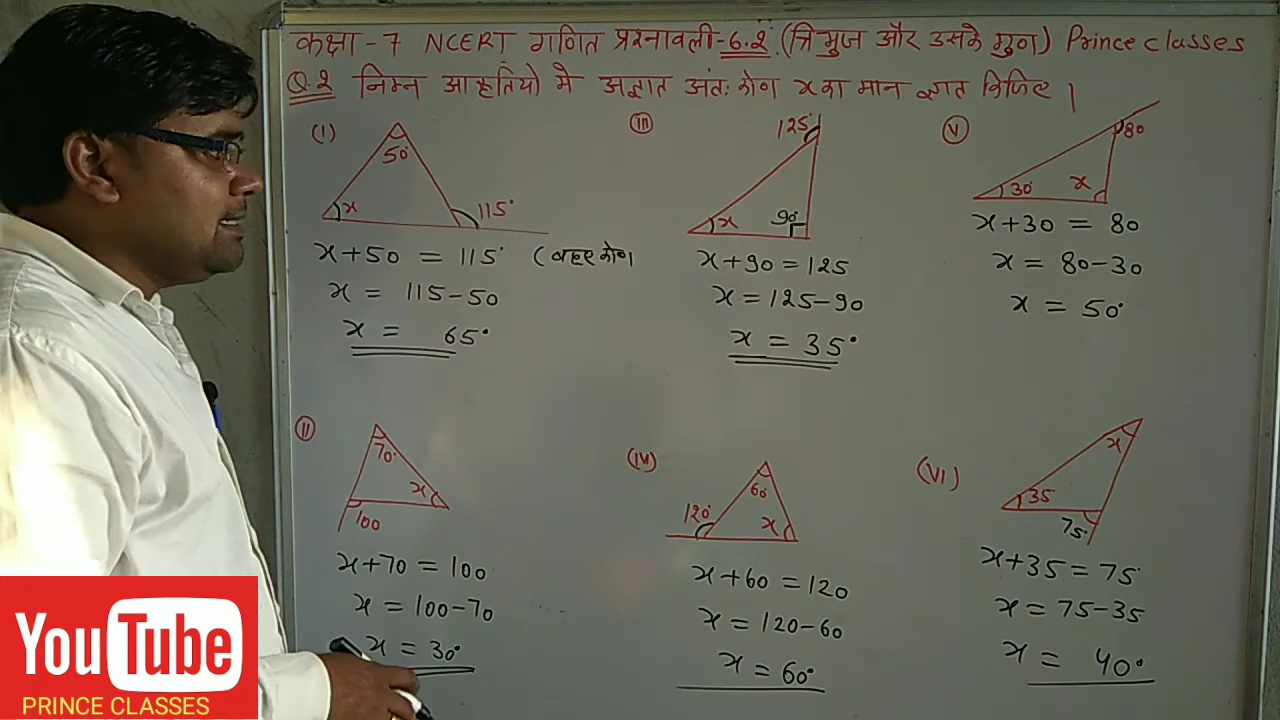 कक्षा-7 NCERT गणित प्रश्नावली-6.2 (त्रिभुज और उसके गुण) Prince classes
Q.2 निम्न आकृतियो मे अज्ञात अंतः कोण x का मान ज्ञात किजिए।
(I)
50°
x
115°
x+50 = 115° (बाहर कोण
x = 115-50
x = 65°
(II)
70°
x
100
x+70 = 100
x = 100-70
x = 30°
(III)
125°
x
90°
x+90 = 125
x = 125-90
x = 35°
(IV)
60
120°
x
x+60 = 120
x = 120-60
x = 60°
(V)
80
30°
x
x+30 = 80
x = 80-30
x = 50°
(VI)
x
35
75°
x+35 = 75
x = 75-35
x = 40°
YouTube
PRINCE CLASSES